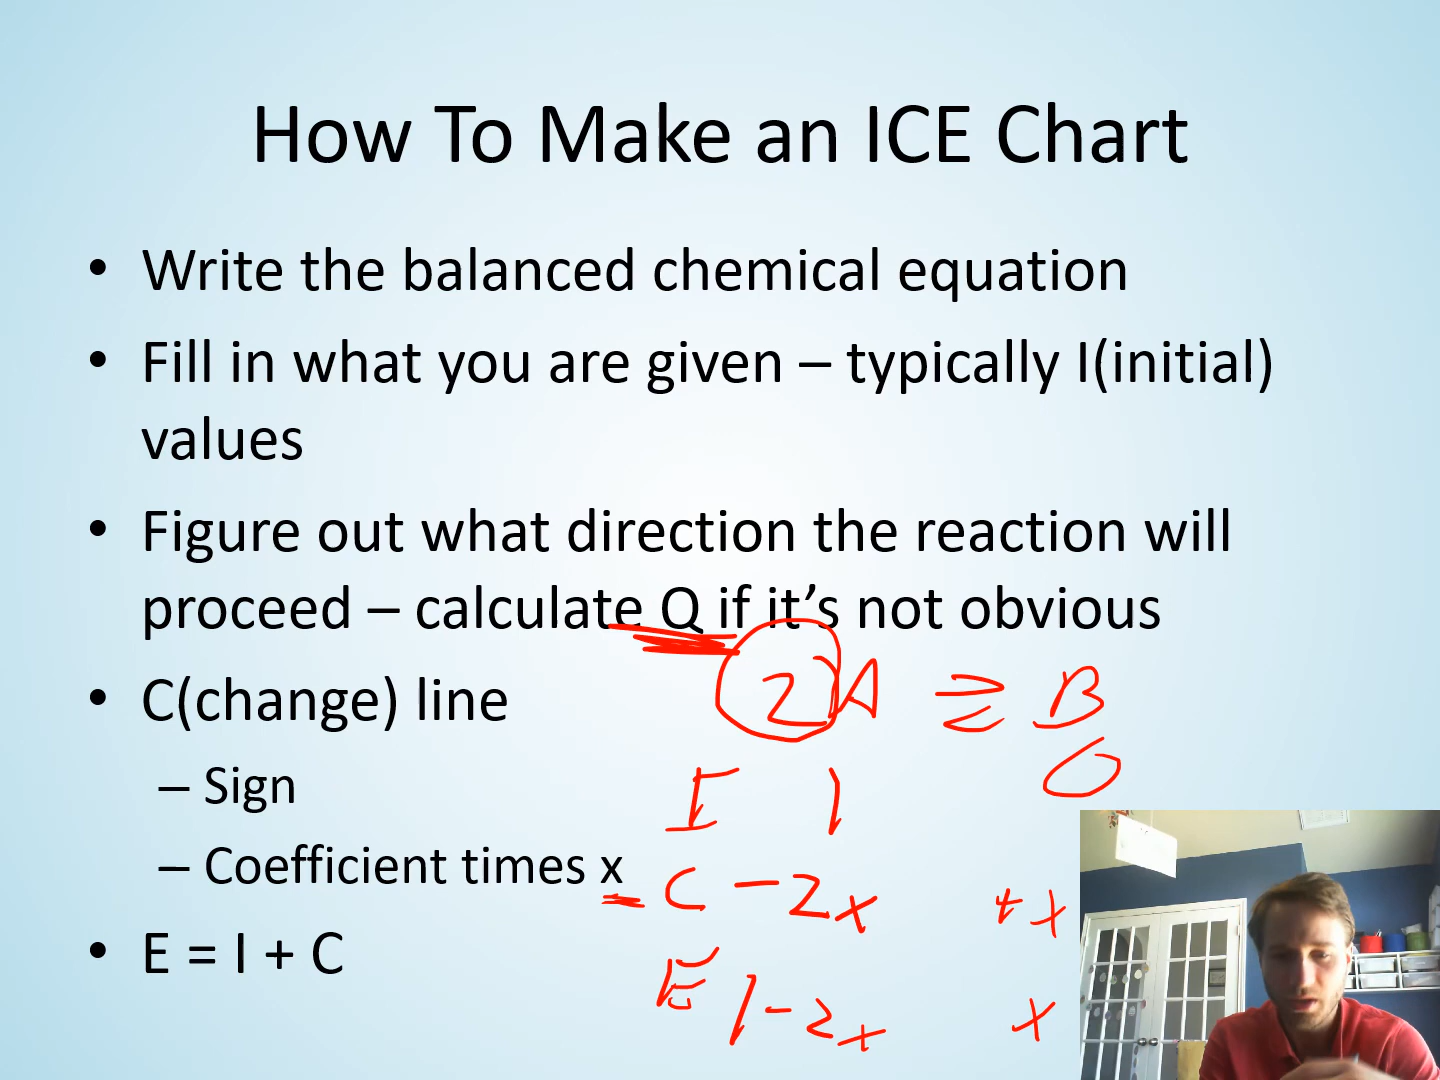 How To Make an ICE Chart
• Write the balanced chemical equation
• Fill in what you are given – typically I(initial)
values
• Figure out what direction the reaction will
proceed – calculate Q if it's not obvious
• C(change) line
– Sign
– Coefficient times x
• E = I + C
2A ⇌ B
I 1 0
C -2x +x
E 1-2x x